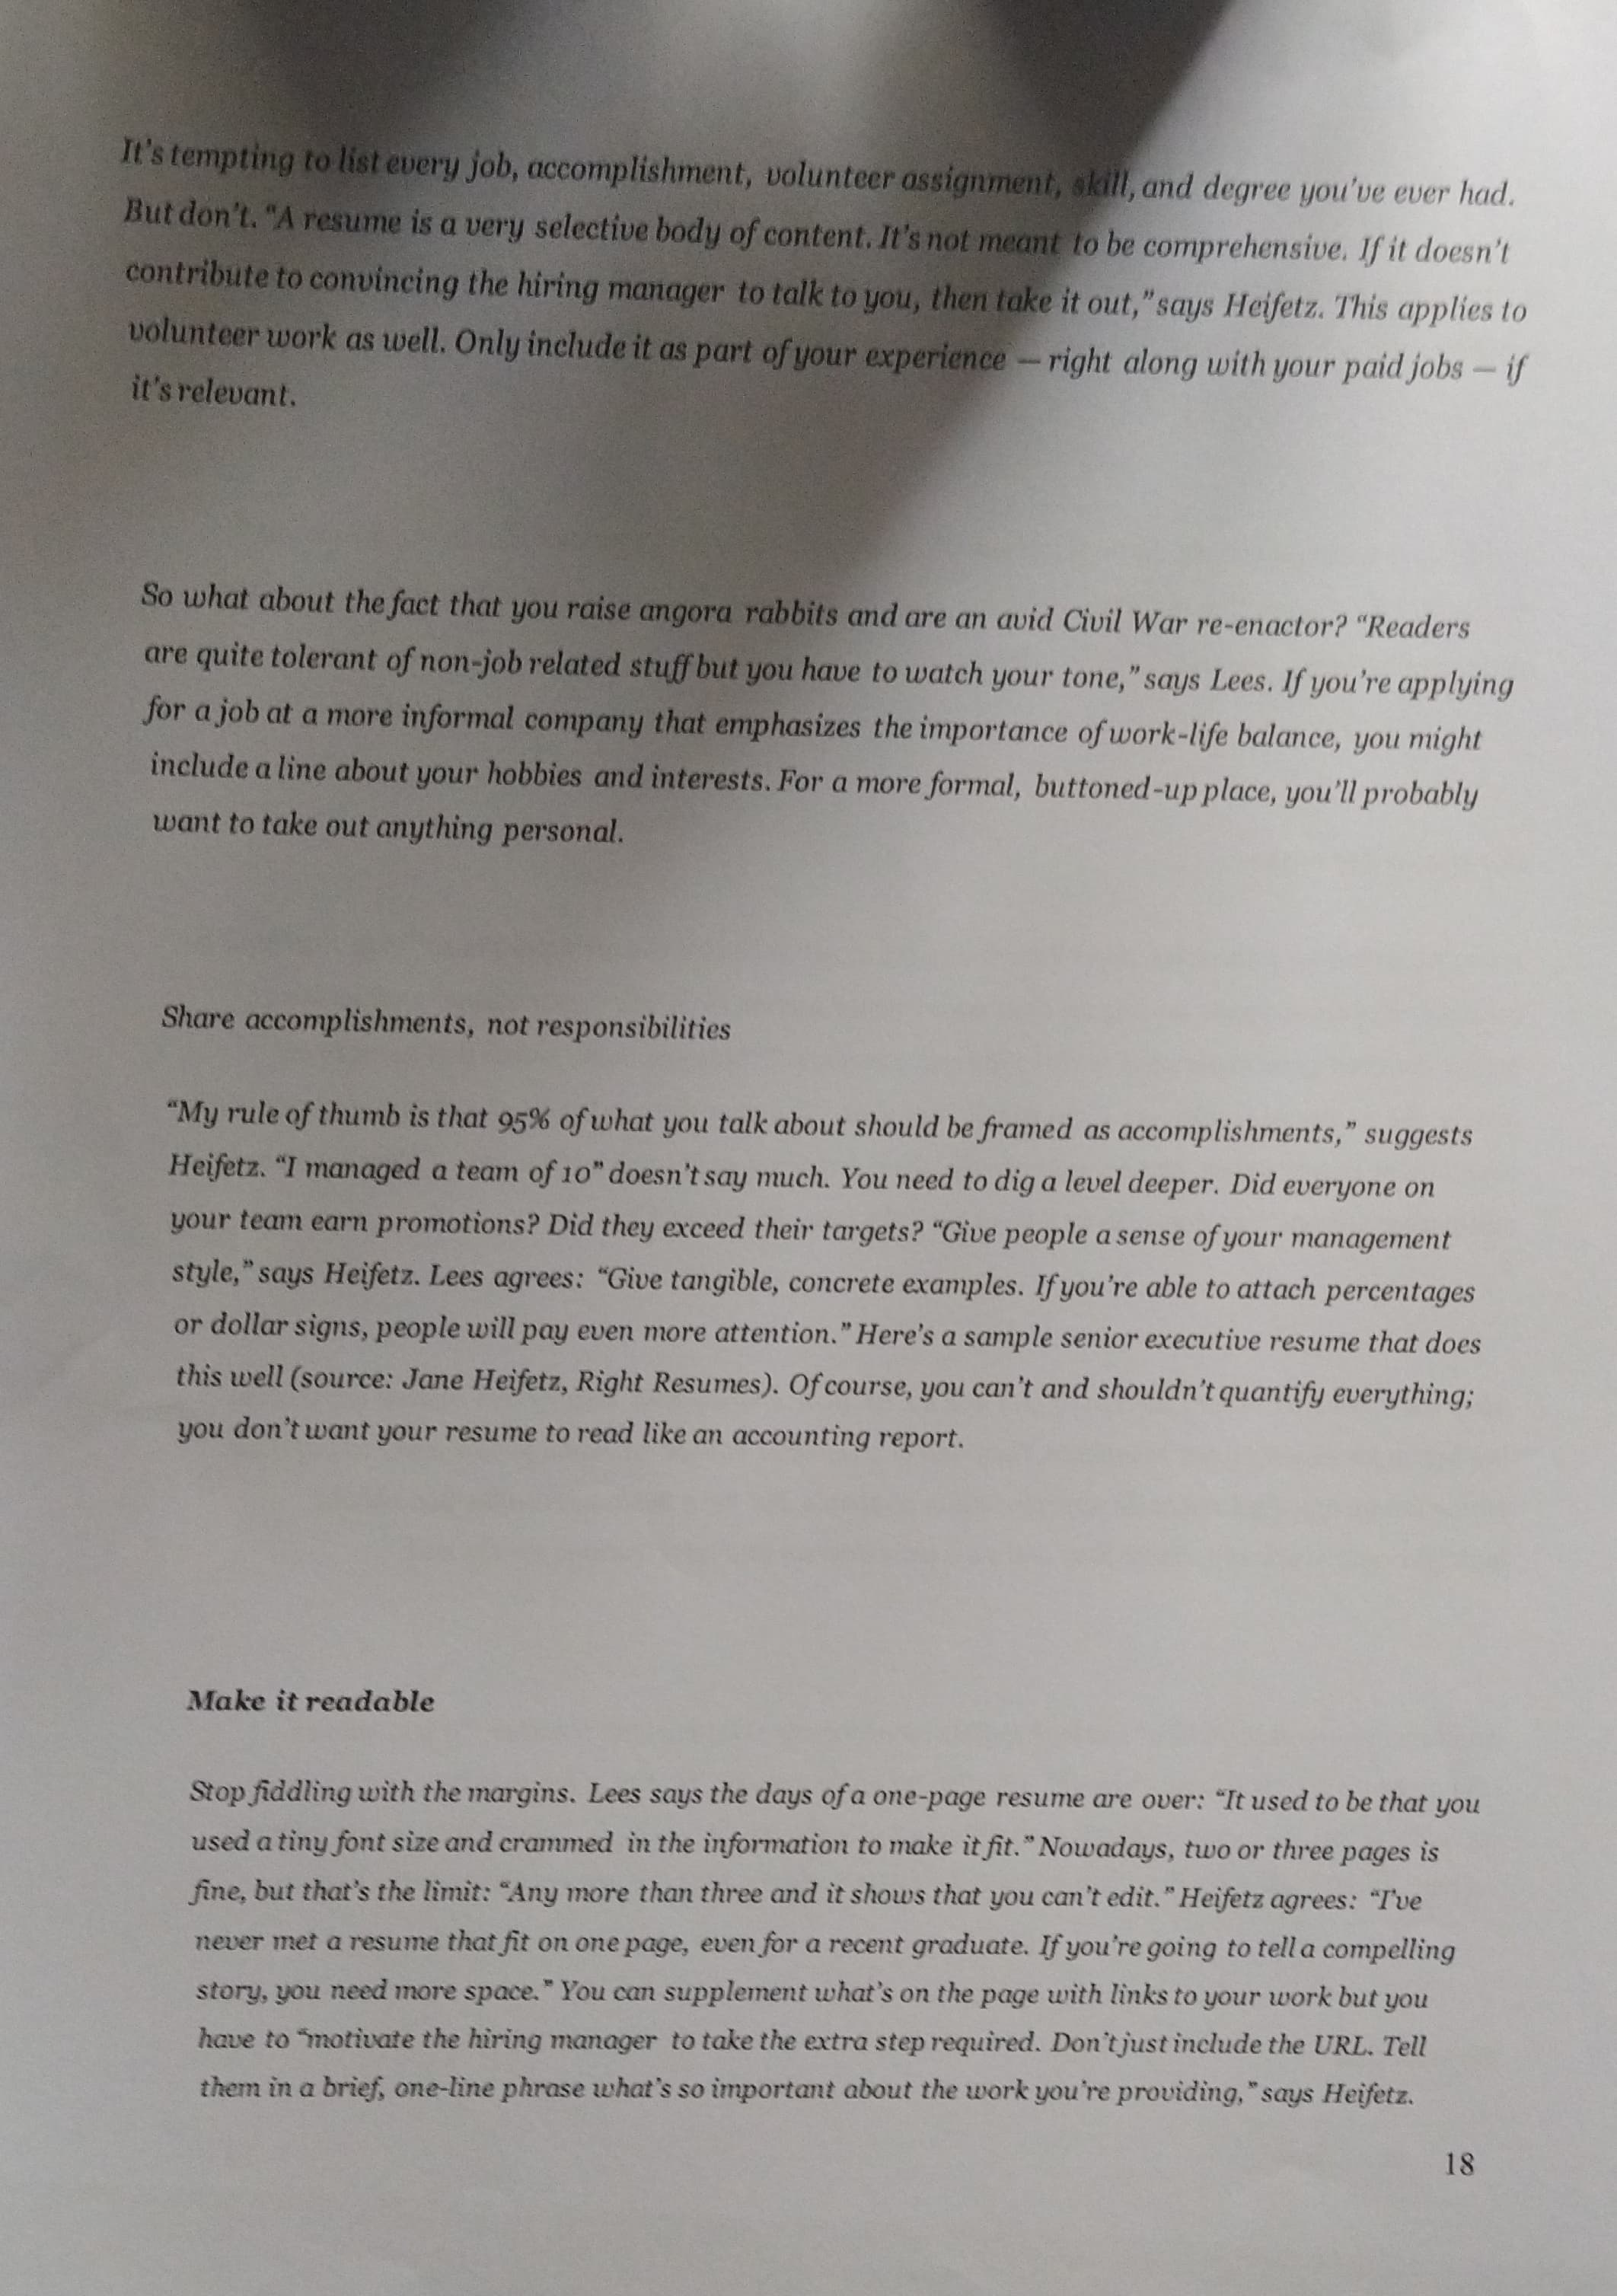 It's tempting to list every job, accomplishment, volunteer assignment, skill, and degree you've ever had.
But don't. “A resume is a very selective body of content. It's not meant to be comprehensive. If it doesn't
contribute to convincing the hiring manager to talk to you, then take it out,” says Heifetz. This applies to
volunteer work as well. Only include it as part of your experience — right along with your paid jobs — if
it's relevant.
So what about the fact that you raise angora rabbits and are an avid Civil War re-enactor? “Readers
are quite tolerant of non-job related stuff but you have to watch your tone,” says Lees. If you're applying
for a job at a more informal company that emphasizes the importance of work-life balance, you might
include a line about your hobbies and interests. For a more formal, buttoned-up place, you'll probably
want to take out anything personal.
Share accomplishments, not responsibilities
“My rule of thumb is that 95% of what you talk about should be framed as accomplishments,” suggests
Heifetz. “I managed a team of 10” doesn't say much. You need to dig a level deeper. Did everyone on
your team earn promotions? Did they exceed their targets? “Give people a sense of your management
style,” says Heifetz. Lees agrees: “Give tangible, concrete examples. If you're able to attach percentages
or dollar signs, people will pay even more attention.” Here's a sample senior executive resume that does
this well (source: Jane Heifetz, Right Resumes). Of course, you can't and shouldn't quantify everything;
you don't want your resume to read like an accounting report.
Make it readable
Stop fiddling with the margins. Lees says the days of a one-page resume are over: “It used to be that you
used a tiny font size and crammed in the information to make it fit.” Nowadays, two or three pages is
fine, but that's the limit: “Any more than three and it shows that you can't edit.” Heifetz agrees: “I've
never met a resume that fit on one page, even for a recent graduate. If you're going to tell a compelling
story, you need more space.” You can supplement what's on the page with links to your work but you
have to “motivate the hiring manager to take the extra step required. Don't just include the URL. Tell
them in a brief, one-line phrase what's so important about the work you're providing,” says Heifetz.
18